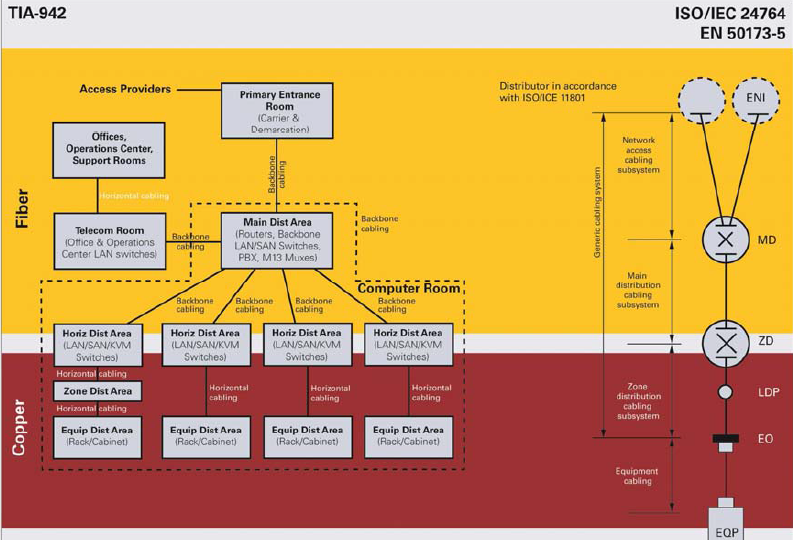 TIA-942
ISO/IEC 24764
EN 50173-5
Access Providers
Primary Entrance
Room
(Carrier &
Demarcation)
Offices,
Operations Center,
Support Rooms
Horizontal cabling
Backbone
cabling
Fiber
Telecom Room
(Office & Operations
Center LAN switches)
Backbone
cabling
Main Dist Area
(Routers, Backbone
LAN/SAN Switches,
PBX, M13 Muxes)
Backbone
cabling
Computer Room
Backbone
cabling
Backbone
cabling
Backbone
cabling
Backbone
cabling
Horiz Dist Area
(LAN/SAN/KVM
Switches)
Horiz Dist Area
(LAN/SAN/KVM
Switches)
Horiz Dist Area
(LAN/SAN/KVM
Switches)
Horiz Dist Area
(LAN/SAN/KVM
Switches)
Copper
Horizontal cabling
Zone Dist Area
Horizontal cabling
Horizontal
cabling
Horizontal
cabling
Horizontal
cabling
Equip Dist Area
(Rack/Cabinet)
Equip Dist Area
(Rack/Cabinet)
Equip Dist Area
(Rack/Cabinet)
Equip Dist Area
(Rack/Cabinet)
Distributor in accordance
with ISO/ICE 11801
ENI
Generic cabling system
Network
access
cabling
subsystem
MD
Main
distribution
cabling
subsystem
ZD
Zone
distribution
cabling
subsystem
LDP
EO
Equipment
cabling
EQP